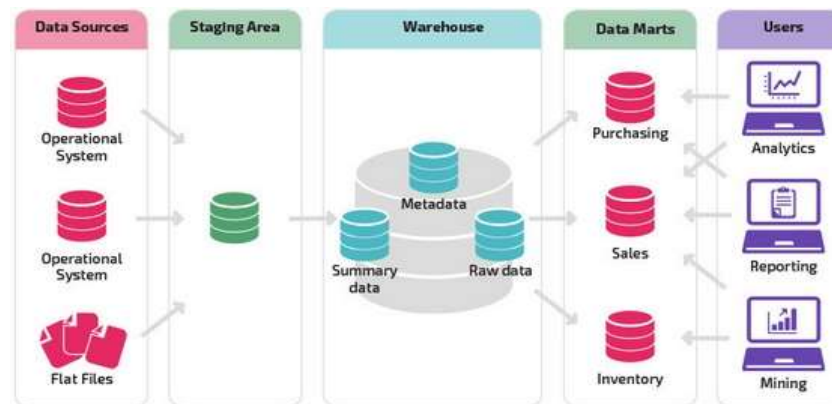 Data Sources
Staging Area
Warehouse
Data Marts
Users
Operational
System
Operational
System
Flat Files
Metadata
Summary
data
Raw data
Purchasing
Sales
Inventory
Analytics
Reporting
Mining